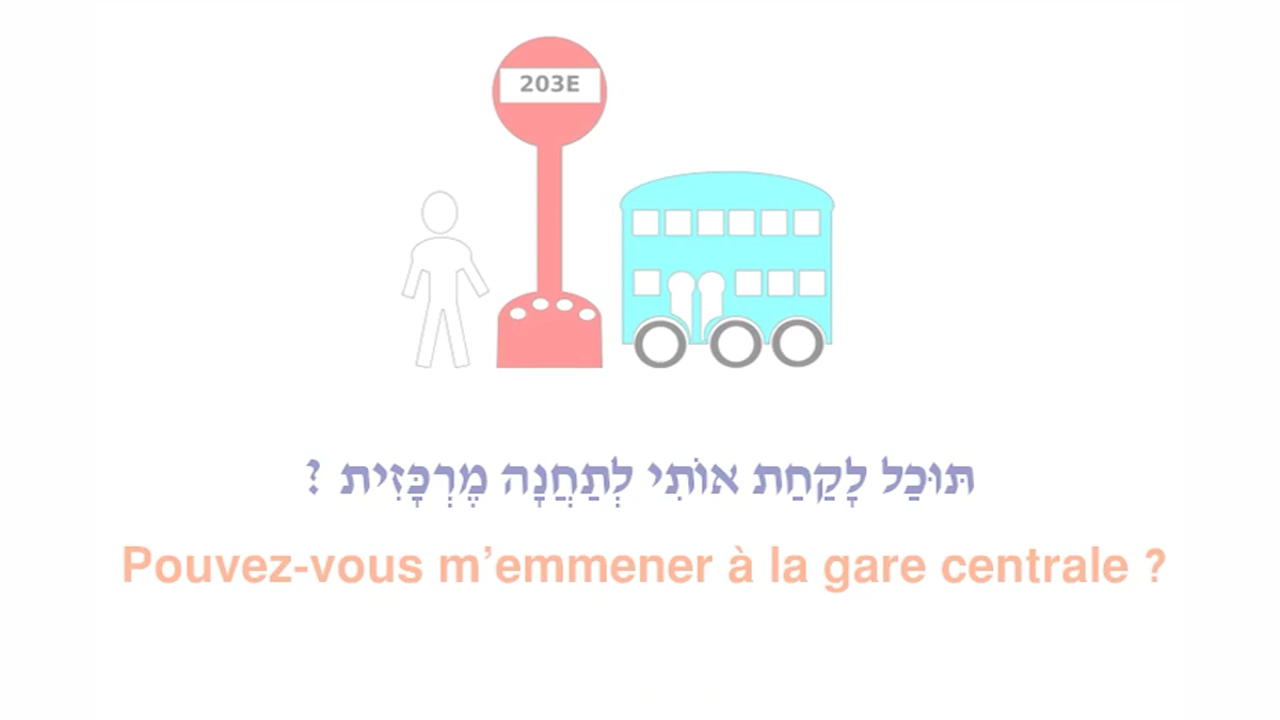 203E
תּוּכַל לָקַחַת אוֹתִי לְתַחֲנָה מֶרְכָּזִית ?
Pouvez-vous m’emmener à la gare centrale ?